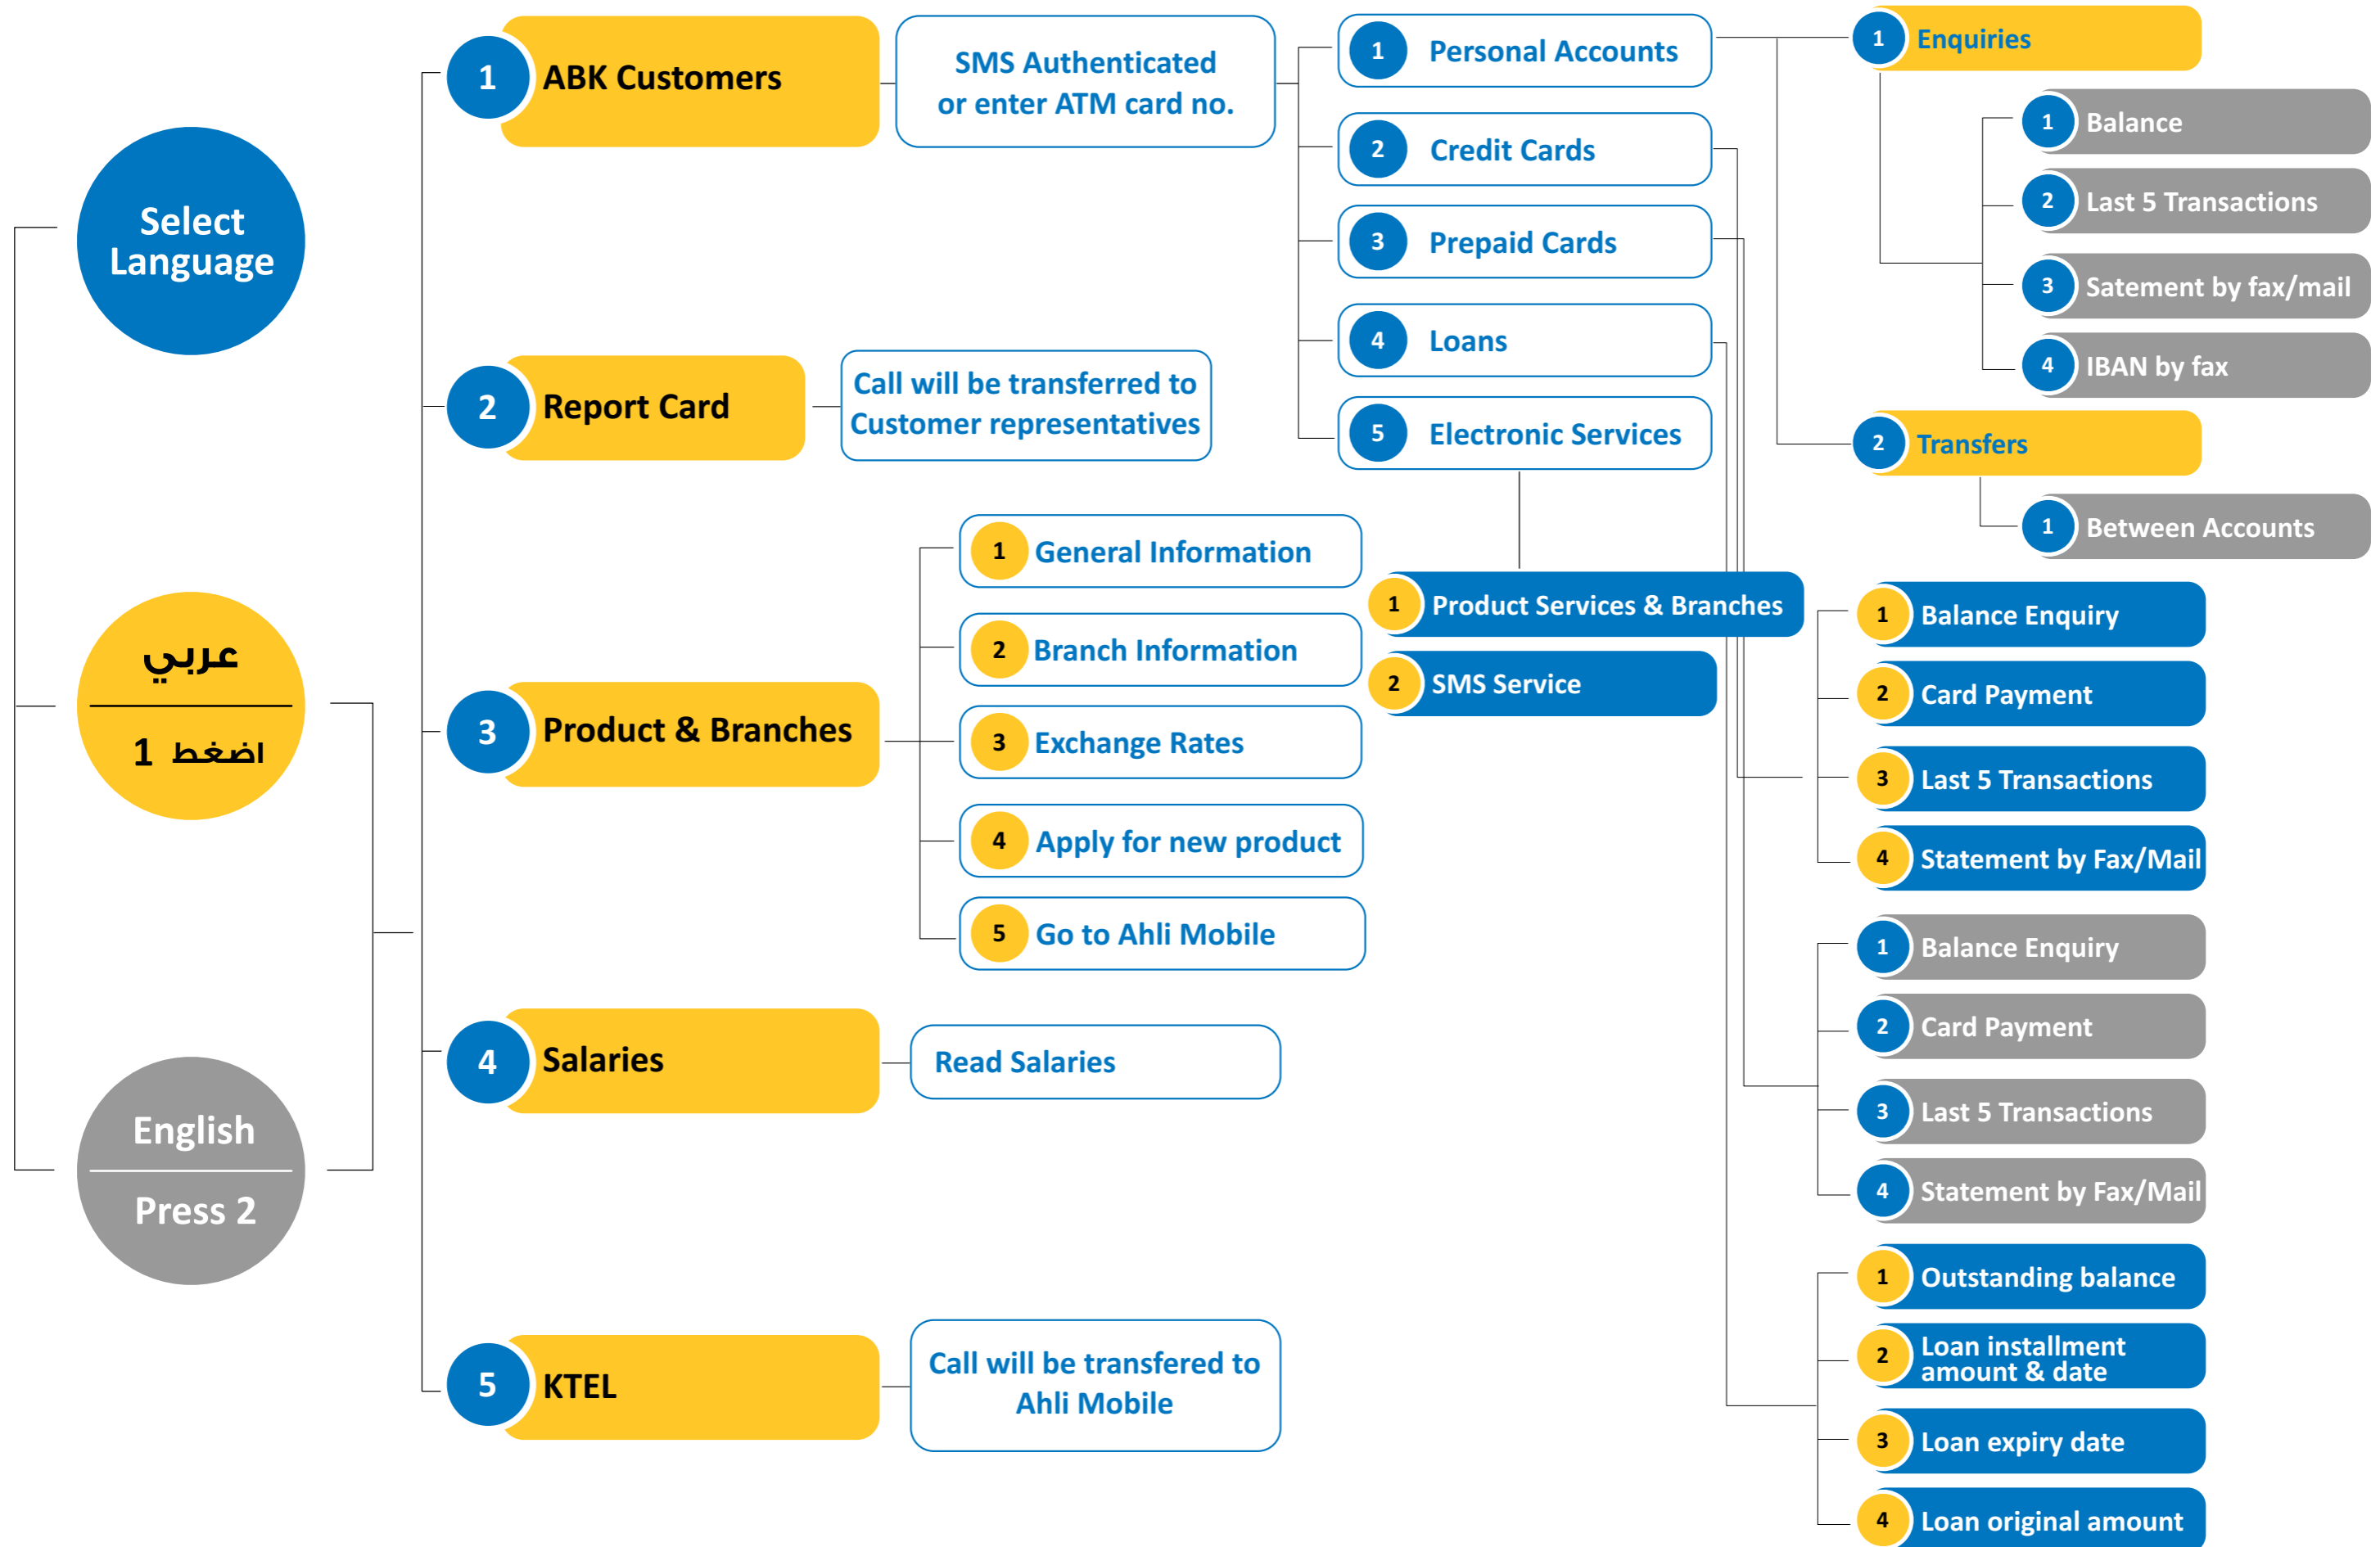 Select
Language
عربي
اضغط 1
English
Press 2
1 ABK Customers
SMS Authenticated
or enter ATM card no.
2 Report Card
Call will be transferred to
Customer representatives
3 Product & Branches
1 General Information
2 Branch Information
3 Exchange Rates
4 Apply for new product
5 Go to Ahli Mobile
4 Salaries
Read Salaries
5 KTEL
Call will be transfered to
Ahli Mobile
1 Personal Accounts
2 Credit Cards
3 Prepaid Cards
4 Loans
5 Electronic Services
1 Product Services & Branches
2 SMS Service
1 Enquiries
1 Balance
2 Last 5 Transactions
3 Satement by fax/mail
4 IBAN by fax
2 Transfers
1 Between Accounts
1 Balance Enquiry
2 Card Payment
3 Last 5 Transactions
4 Statement by Fax/Mail
1 Balance Enquiry
2 Card Payment
3 Last 5 Transactions
4 Statement by Fax/Mail
1 Outstanding balance
2 Loan installment
amount & date
3 Loan expiry date
4 Loan original amount